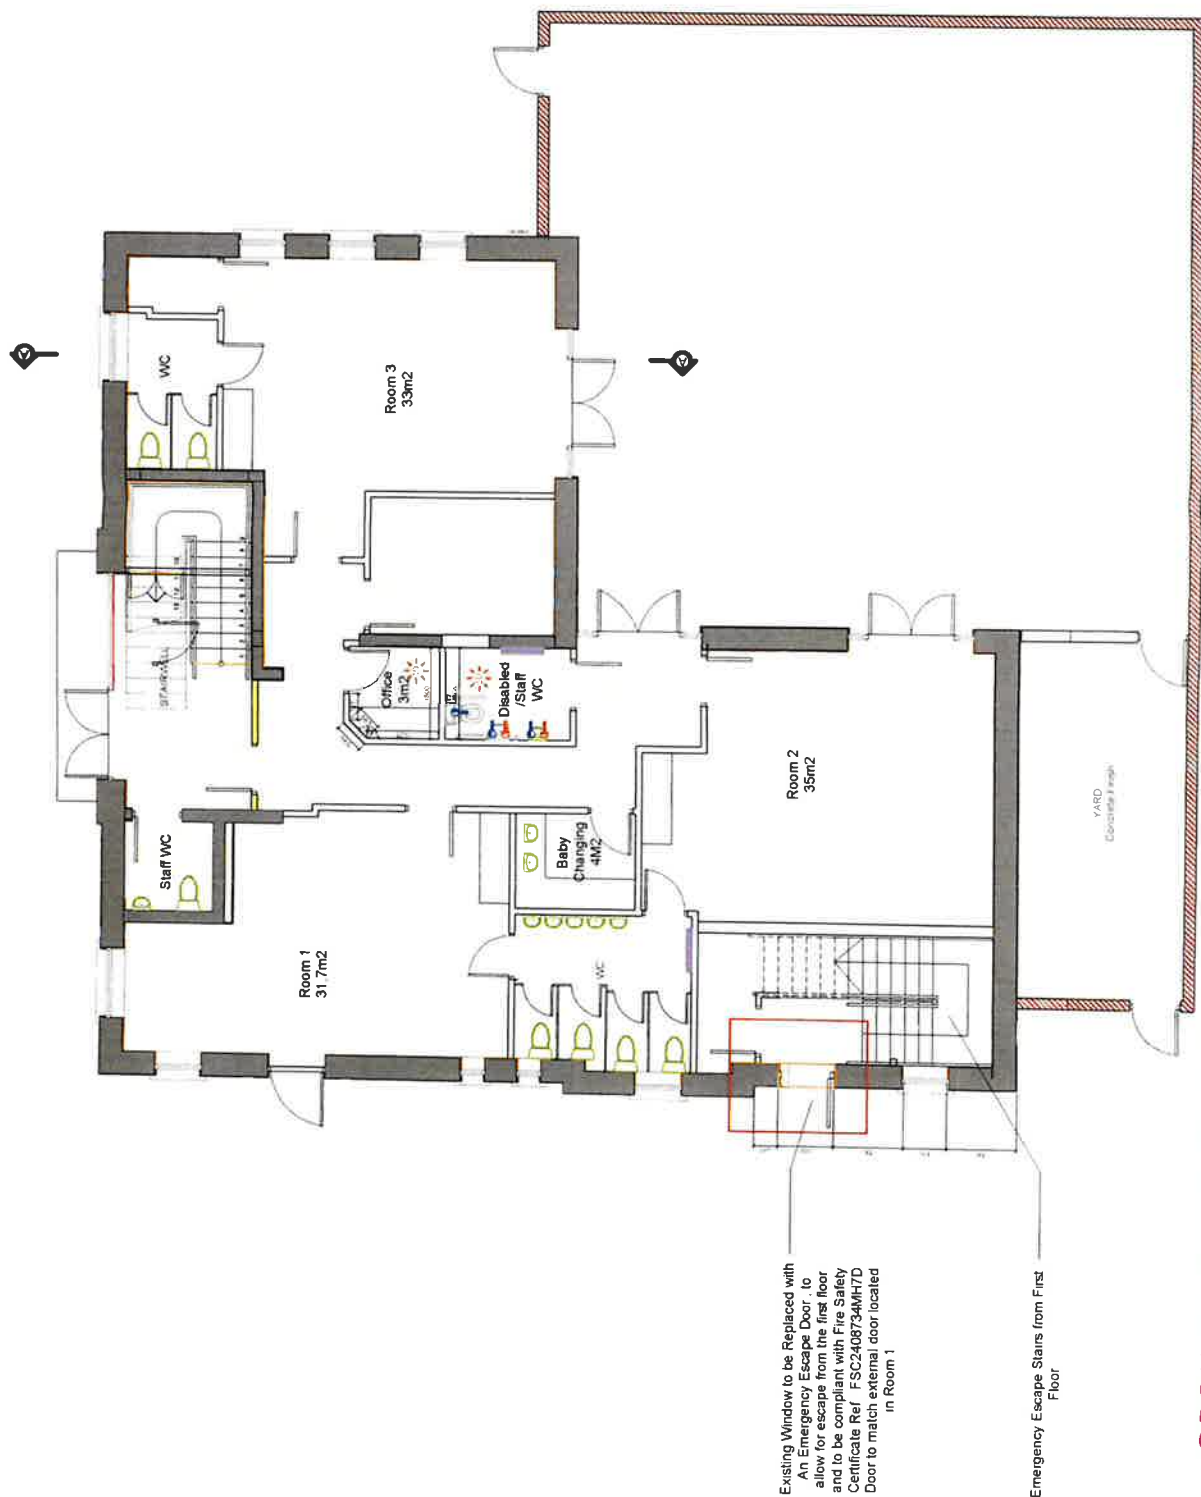 WC
Room 3
33m2
STAIRWELL
Office
3m2
Disabled
/Staff
WC
Staff WC
Room 1
31.7m2
Baby
Changing
4M2
WC
Room 2
35m2
YARD
Concrete Finish
Existing Window to be Replaced with
An Emergency Escape Door , to
allow for escape from the first floor
and to be compliant with Fire Safety
Certificate Ref FSC2408734MH7D
Door to match external door located
in Room 1
Emergency Escape Stairs from First
Floor